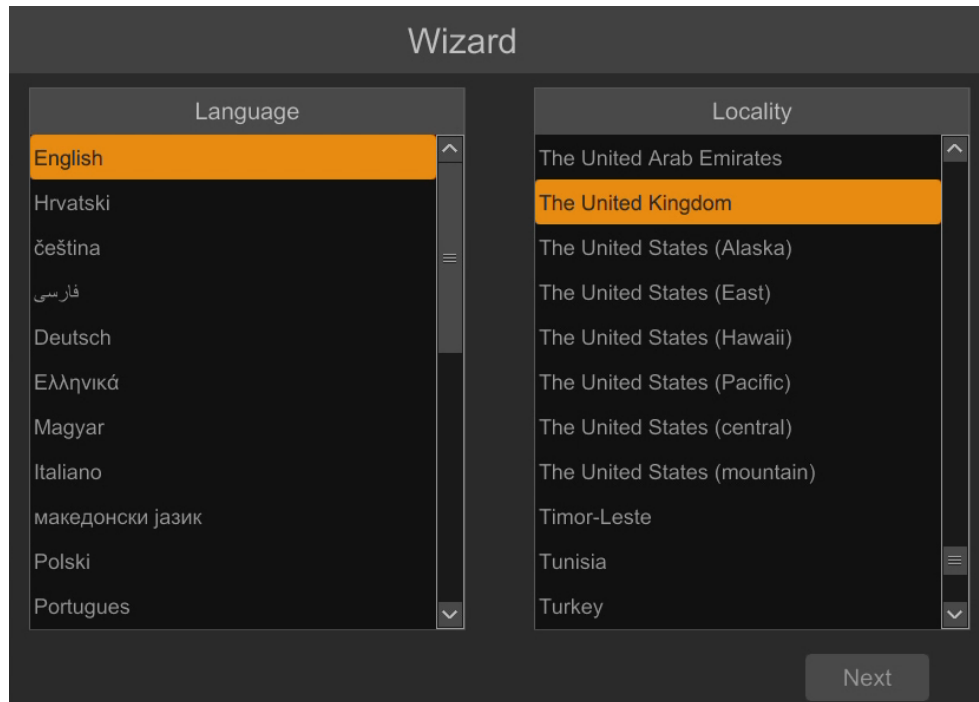 Wizard
Language
English
Hrvatski
čeština
فارسی
Deutsch
Ελληνικά
Magyar
Italiano
македонски јазик
Polski
Portugues
Locality
The United Arab Emirates
The United Kingdom
The United States (Alaska)
The United States (East)
The United States (Hawaii)
The United States (Pacific)
The United States (central)
The United States (mountain)
Timor-Leste
Tunisia
Turkey
Next